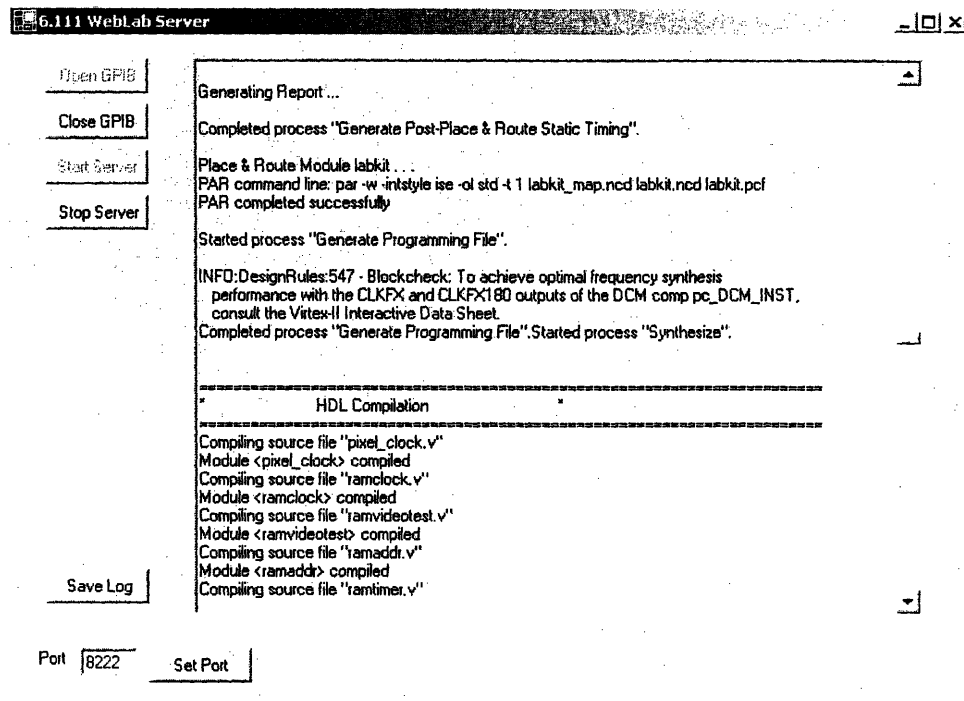 6.111 WebLab Server
Open GPIB
Close GPIB
Start Server
Stop Server
Generating Report ...
Completed process "Generate Post-Place & Route Static Timing".
Place & Route Module labkit . . .
PAR command line: par -w -intstyle ise -ol std -t 1 labkit_map.ncd labkit.ncd labkit.pcf
PAR completed successfully
Started process "Generate Programming File".
INFO:DesignRules:547 - Blockcheck: To achieve optimal frequency synthesis
performance with the CLKFX and CLKFX180 outputs of the DCM comp pc_DCM_INST,
consult the Virtex-II Interactive Data Sheet.
Completed process "Generate Programming File".Started process "Synthesize".
=========================================================================
* HDL Compilation *
=========================================================================
Compiling source file "pixel_clock.v"
Module <pixel_clock> compiled
Compiling source file "ramclock.v"
Module <ramclock> compiled
Compiling source file "ramvideotest.v"
Module <ramvideotest> compiled
Compiling source file "ramaddr.v"
Module <ramaddr> compiled
Compiling source file "ramtimer.v"
Save Log
Port 8222 Set Port